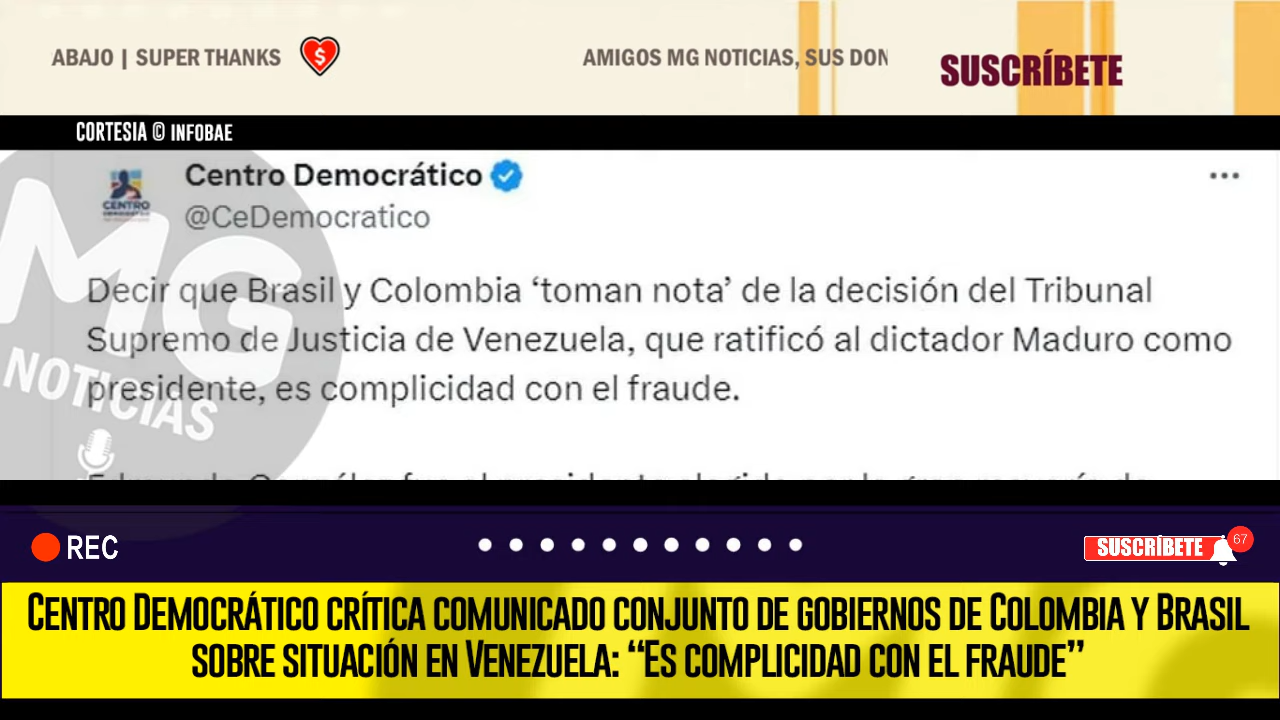 ABAJO | SUPER THANKS
AMIGOS MG NOTICIAS, SUS DON
SUSCRÍBETE
CORTESIA © INFOBAE
Centro Democrático
@CeDemocratico
CENTRO
Decir que Brasil y Colombia ‘toman nota’ de la decisión del Tribunal
Supremo de Justicia de Venezuela, que ratificó al dictador Maduro como
presidente, es complicidad con el fraude.
MG
NOTICIAS
REC
SUSCRÍBETE
67
CENTRO DEMOCRÁTICO CRÍTICA COMUNICADO CONJUNTO DE GOBIERNOS DE COLOMBIA Y BRASIL
SOBRE SITUACIÓN EN VENEZUELA: “ES COMPLICIDAD CON EL FRAUDE”